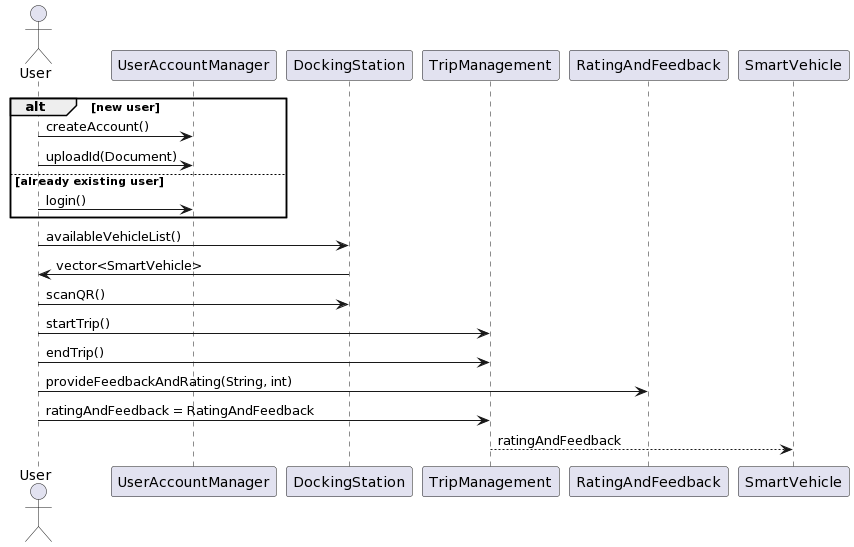 User
UserAccountManager DockingStation TripManagement RatingAndFeedback SmartVehicle
alt [new user]
createAccount()
uploadId(Document)
[already existing user]
login()
availableVehicleList()
vector<SmartVehicle>
scanQR()
startTrip()
endTrip()
provideFeedbackAndRating(String, int)
ratingAndFeedback = RatingAndFeedback
ratingAndFeedback
User
UserAccountManager DockingStation TripManagement RatingAndFeedback SmartVehicle